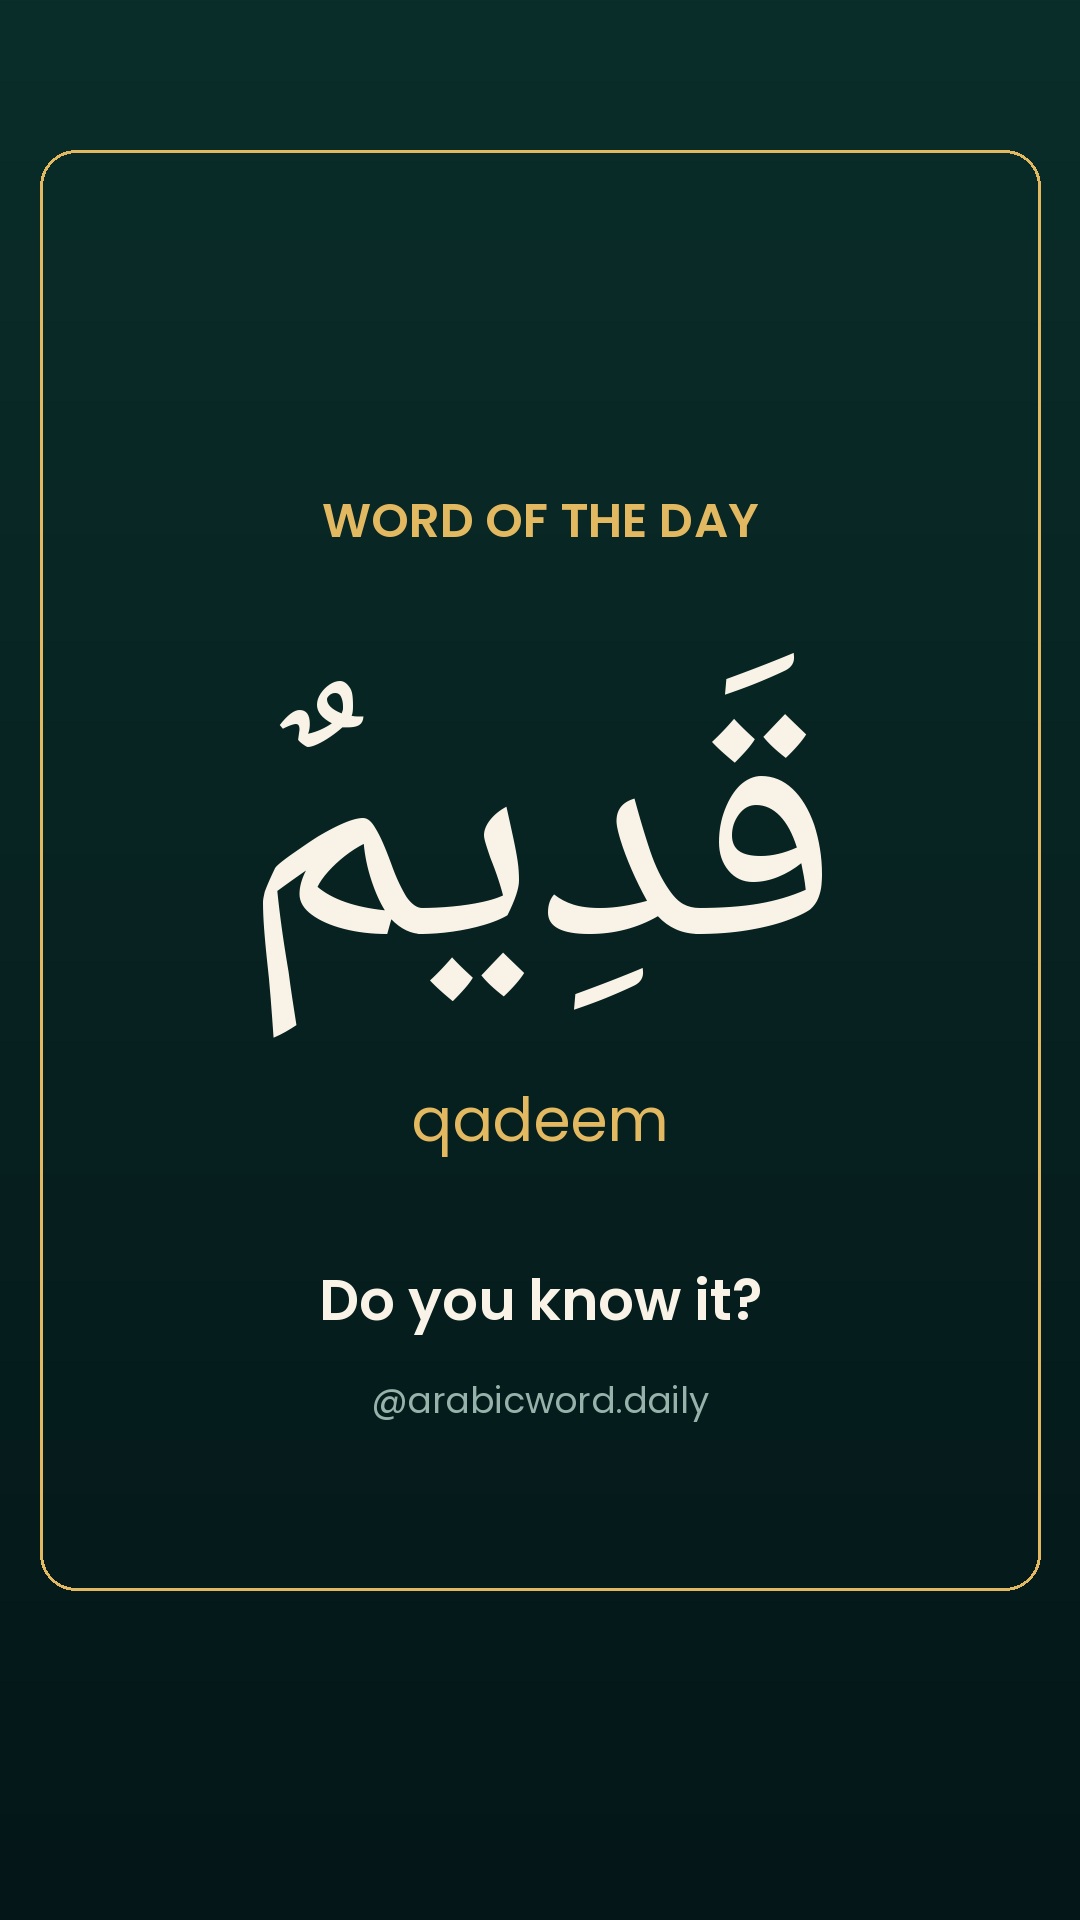 WORD OF THE DAY
قَدِيمٌ
qadeem
Do you know it?
@arabicword.daily